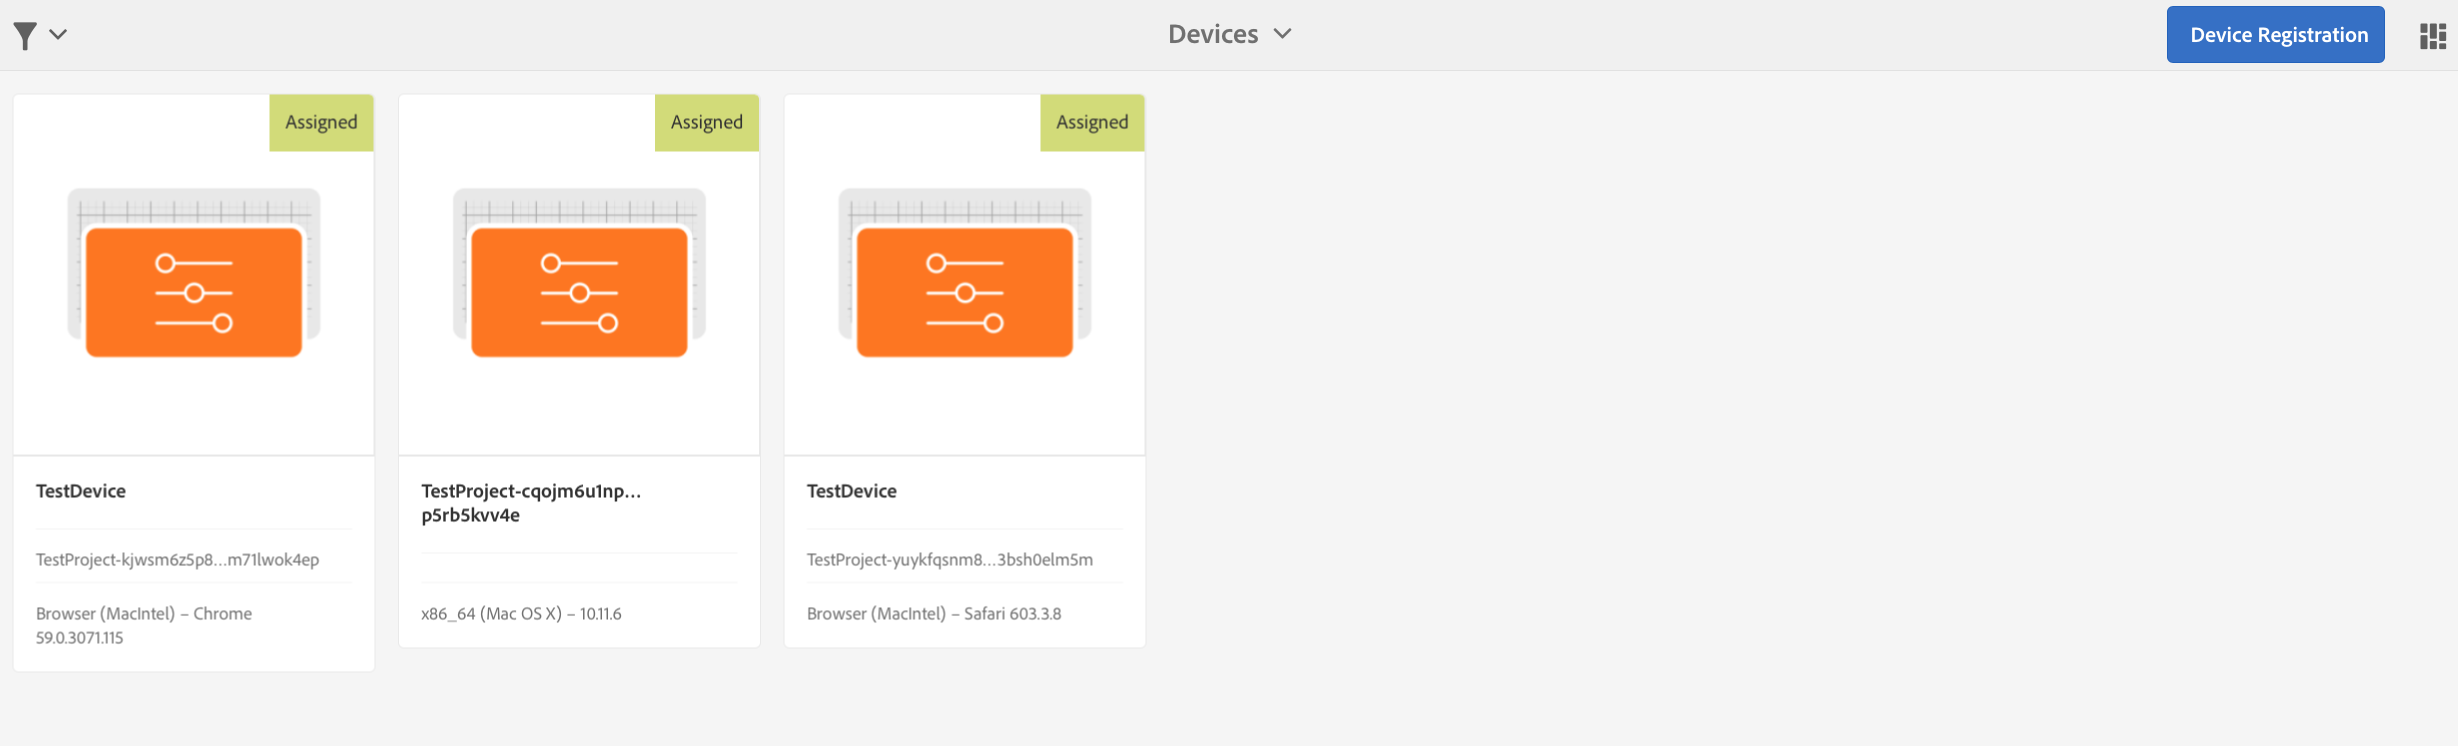 Devices
Device Registration
Assigned
Assigned
Assigned
TestDevice
TestProject-kjwsm6z5p8...m71lwok4ep
Browser (MacIntel) – Chrome
59.0.3071.115
TestProject-cqojm6u1np...
p5rb5kvv4e
x86_64 (Mac OS X) – 10.11.6
TestDevice
TestProject-yuykfqsnm8...3bsh0elm5m
Browser (MacIntel) – Safari 603.3.8